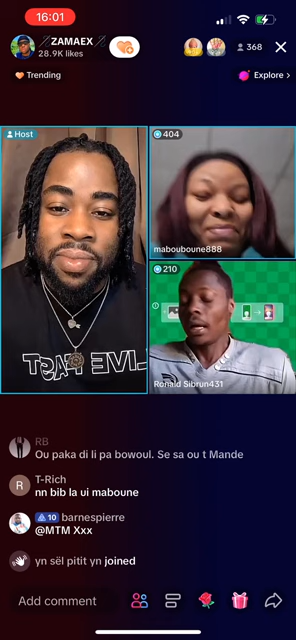 16:01
ZAMAEX
28.9K likes
368
Trending
Explore >
Host
404
mabouboune888
LIVE FAST
210
Ronald Sibrun431
RB
Ou paka di li pa bowoul. Se sa ou t Mande
R
T-Rich
nn bib la ui maboune
10 barnespierre
@MTM Xxx
yn sël pitit yn joined
Add comment